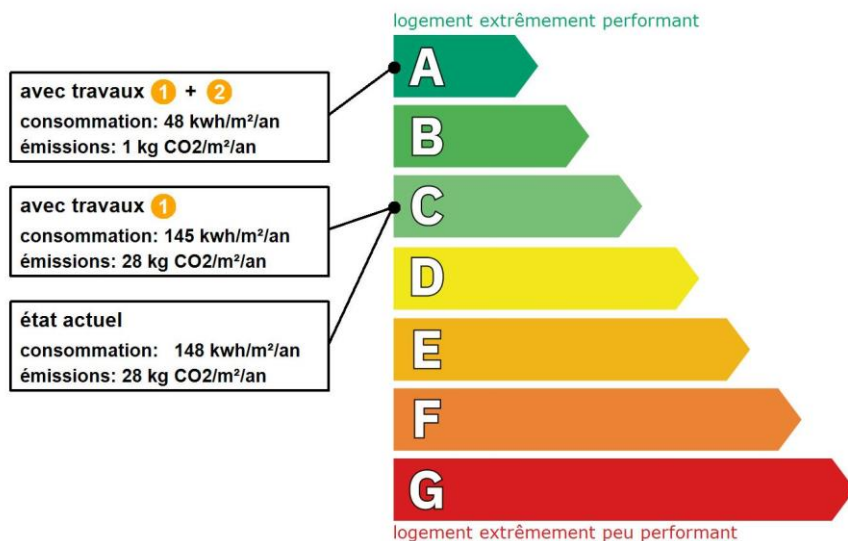 logement extrêmement performant
A
avec travaux 1 + 2
consommation: 48 kwh/m²/an
émissions: 1 kg CO2/m²/an
B
avec travaux 1
consommation: 145 kwh/m²/an
émissions: 28 kg CO2/m²/an
C
D
état actuel
consommation: 148 kwh/m²/an
émissions: 28 kg CO2/m²/an
E
F
G
logement extrêmement peu performant